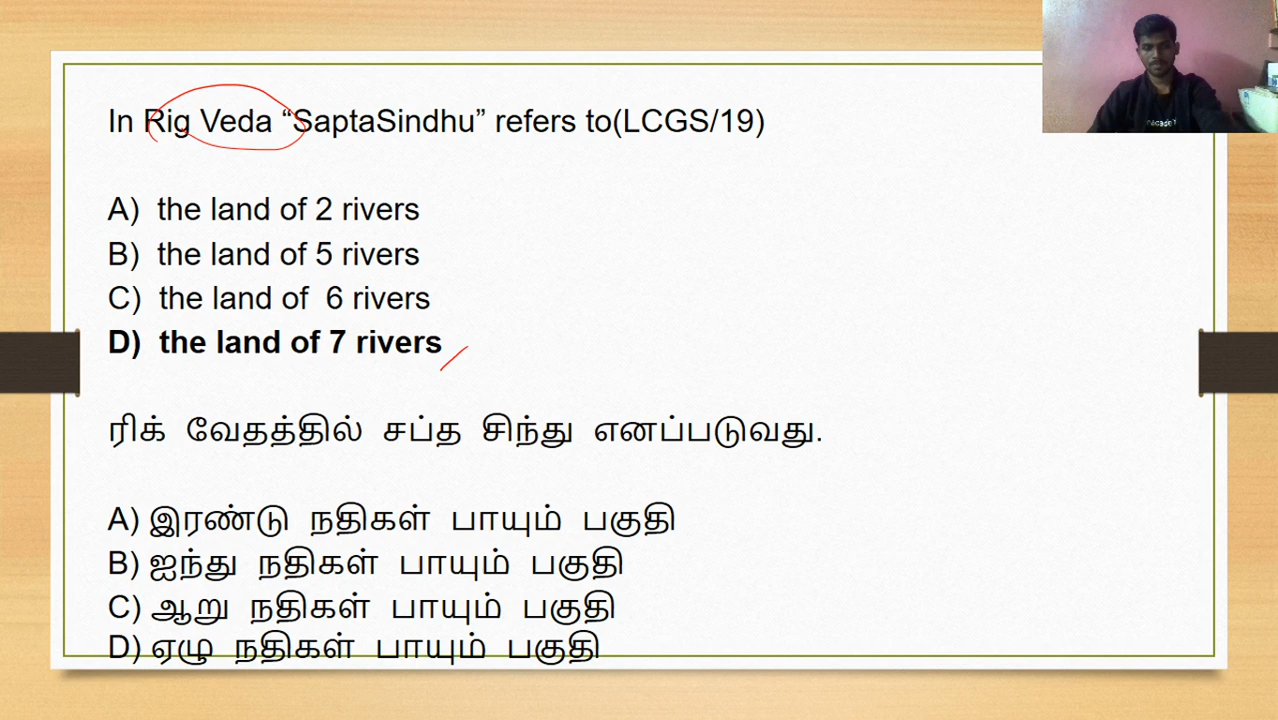 In Rig Veda “SaptaSindhu” refers to(LCGS/19)
A) the land of 2 rivers
B) the land of 5 rivers
C) the land of 6 rivers
D) the land of 7 rivers
ரிக் வேதத்தில் சப்த சிந்து எனப்படுவது.
A) இரண்டு நதிகள் பாயும் பகுதி
B) ஐந்து நதிகள் பாயும் பகுதி
C) ஆறு நதிகள் பாயும் பகுதி
D) ஏழு நதிகள் பாயும் பகுதி